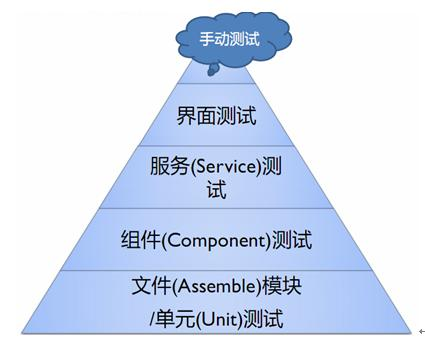 手动测试
界面测试
服务(Service)测
试
组件(Component)测试
文件(Assemble)模块
/单元(Unit)测试